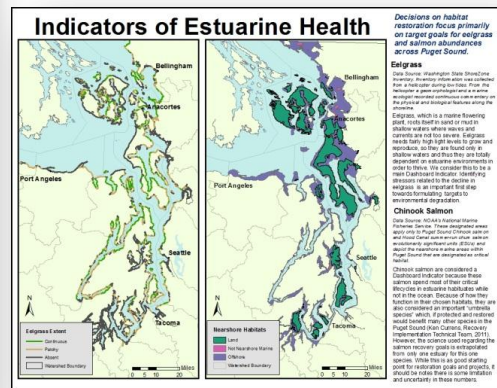 Indicators of Estuarine Health
Bellingham
Anacortes
Port Angeles
Seattle
Tacoma
N
Eelgrass Extent
Continuous
Patchy
Absent
Watershed Boundary
0 5 10 20
Miles
Bellingham
Anacortes
Port Angeles
Seattle
Tacoma
N
Nearshore Habitats
Land
Not Nearshore Marine
Offshore
Watershed Boundary
0 5 10 20
Miles
Decisions on habitat
restoration focus primarily
on target goals for eelgrass
and salmon abundances
across Puget Sound.
Eelgrass
Data Source: Washington State ShoreZone
Inventory. Inventory information was collected
from a helicopter during low tides. From the
helicopter a geomorphologist and a marine
ecologist recorded continuous commentary on
the physical and biological features along the
shoreline.
Eelgrass, which is a marine flowering
plant, roots itself in sand or mud in
shallow waters where waves and
currents are not too severe. Eelgrass
needs fairly high light levels to grow and
reproduce, so they are found only in
shallow waters and thus they are totally
dependent on estuarine environments in
order to thrive. We consider this to be a
main Dashboard Indicator. Identifying
stressors related to the decline in
eelgrass is an important first step
towards formulating targets to
environmental degradation.
Chinook Salmon
Data Source: NOAA's National Marine
Fisheries Service. These designated areas
apply only to Puget Sound Chinook salmon
and Hood Canal summer-run chum salmon
evolutionarily significant units (ESUs) and
depict the nearshore marine areas within
Puget Sound that are designated as critical
habitat.
Chinook salmon are considered a
Dashboard Indicator because these
salmon spend most of their critical
lifecycles in estuarine habituates while
not in the ocean. Because of how they
function in their chosen habitats, they are
also considered an important "umbrella
species" which, if protected and restored
would benefit many other species in the
Puget Sound (Ken Currens, Recovery
Implementation Technical Team, 2011).
However, the science used regarding the
salmon recovery goals is extrapolated
from only one estuary for this one
species. While this is as good starting
point for restoration goals and projects, it
should be notes there is some limitation
and uncertainty in these numbers.